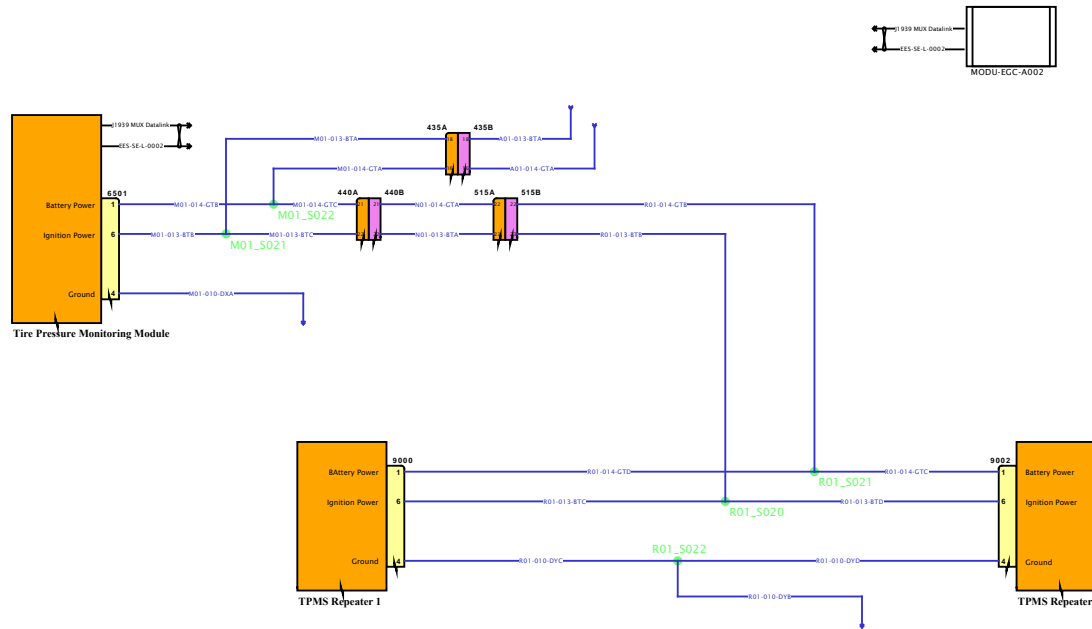 J1939 MUX Datalink
EES-SE-L-0002
MODU-EGC-A002
J1939 MUX Datalink
EES-SE-L-0002
435A 435B
M01-013-BTA 18 18 A01-013-BTA
M01-014-GTA A01-014-GTA
6501 440A 440B 515A 515B
Battery Power 1 M01-014-GTB M01-014-GTC 21 21 N01-014-GTA 22 22 R01-014-GTB
M01_S022
Ignition Power 6 M01-013-BTB M01-013-BTC N01-013-BTA R01-013-BTB
M01_S021
Ground 4 M01-010-DXA
Tire Pressure Monitoring Module
9000 9002
BAttery Power 1 R01-014-GTD R01-014-GTC 1 Battery Power
R01_S021
Ignition Power 6 R01-013-BTC R01-013-BTD 6 Ignition Power
R01_S020
R01_S022
Ground 4 R01-010-DYC R01-010-DYD 4 Ground
R01-010-DYB
TPMS Repeater 1 TPMS Repeater